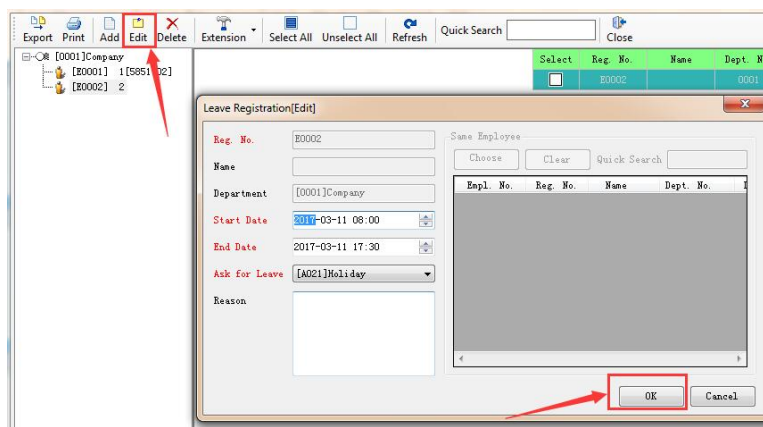 Export Print Add Edit Delete Extension Select All Unselect All Refresh Quick Search Close
[0001]Company
[E0001] 1[5851 02]
[E0002] 2
Select Reg. No. Name Dept. N
E0002 0001
Leave Registration[Edit]
Reg. No. E0002
Name
Department [0001]Company
Start Date 2017-03-11 08:00
End Date 2017-03-11 17:30
Ask for Leave [A021]Holiday
Reason
Same Employee
Choose Clear Quick Search
Empl. No. Reg. No. Name Dept. No.
OK Cancel